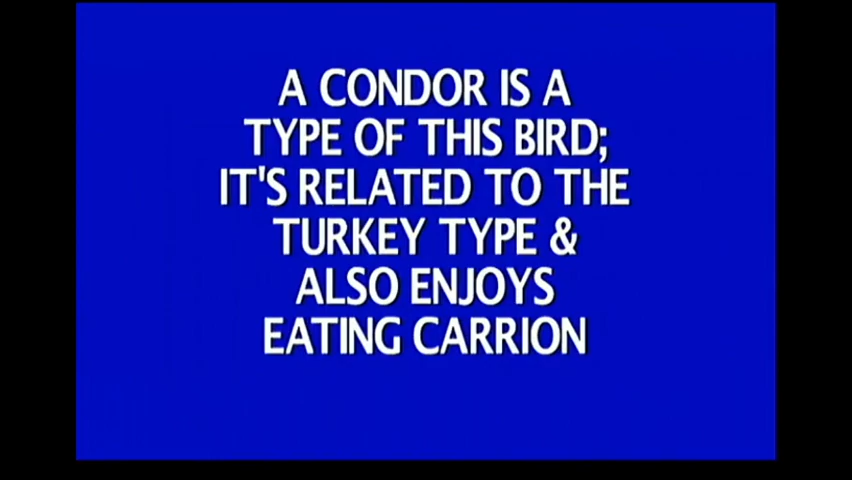 A CONDOR IS A
TYPE OF THIS BIRD;
IT'S RELATED TO THE
TURKEY TYPE &
ALSO ENJOYS
EATING CARRION